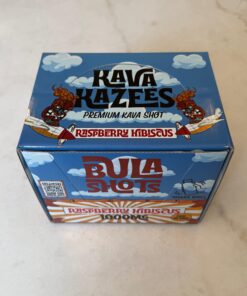 KAVA
KAZEES
PREMIUM KAVA SHOT
RASPBERRY HIBISCUS
BULA
SHOTS
RASPBERRY HIBISCUS
1000MG